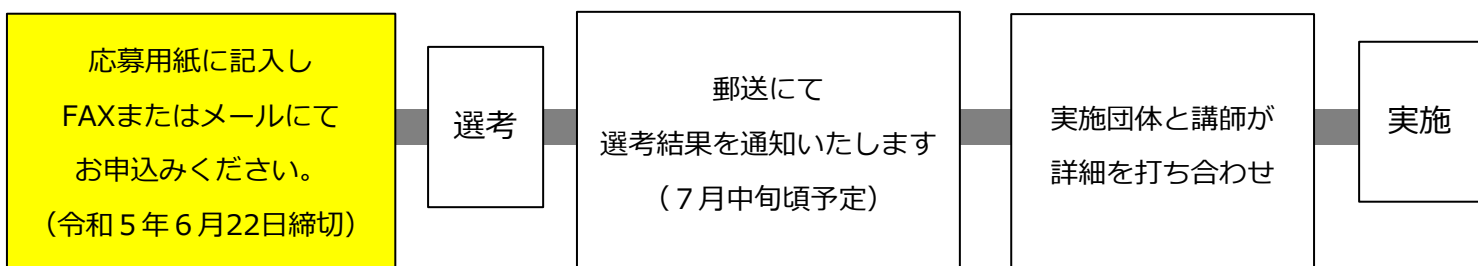 応募用紙に記入し
FAXまたはメールにて
お申込みください。
（令和５年６月22日締切）
選考
郵送にて
選考結果を通知いたします
（７月中旬頃予定）
実施団体と講師が
詳細を打ち合わせ
実施